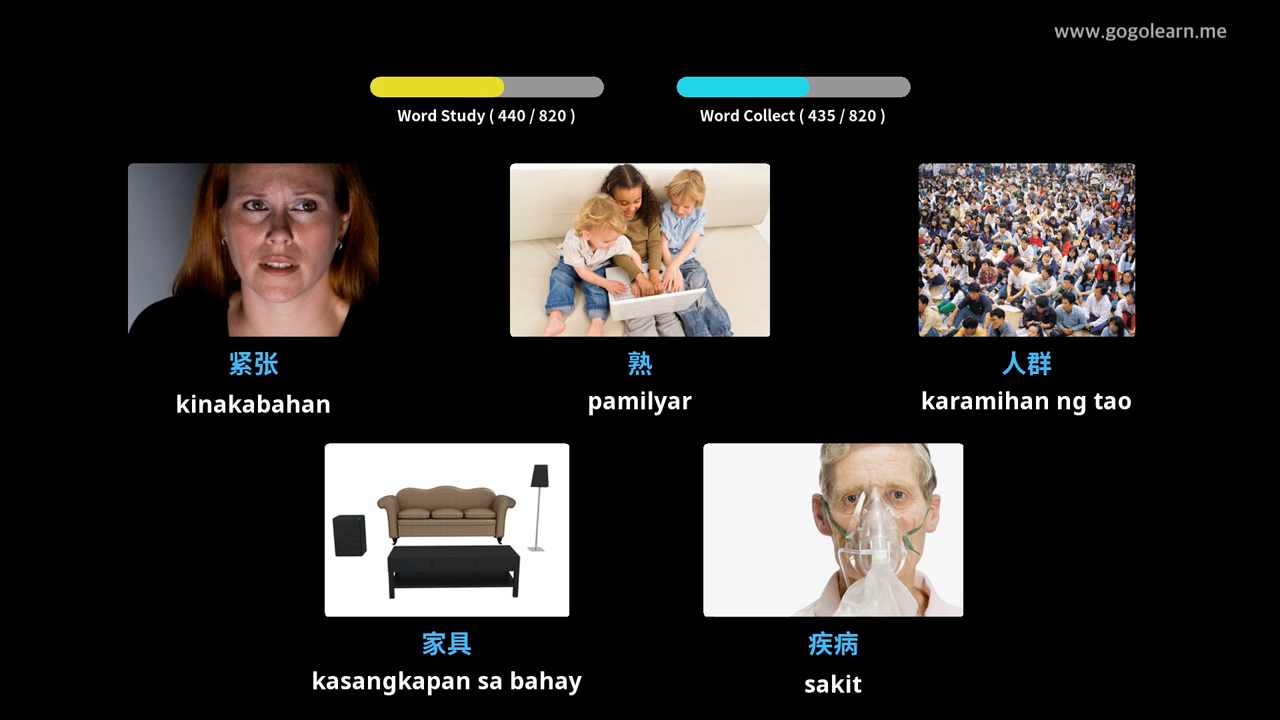 www.gogolearn.me
Word Study ( 440 / 820 )
Word Collect ( 435 / 820 )
紧张
kinakabahan
熟
pamilyar
人群
karamihan ng tao
家具
kasangkapan sa bahay
疾病
sakit